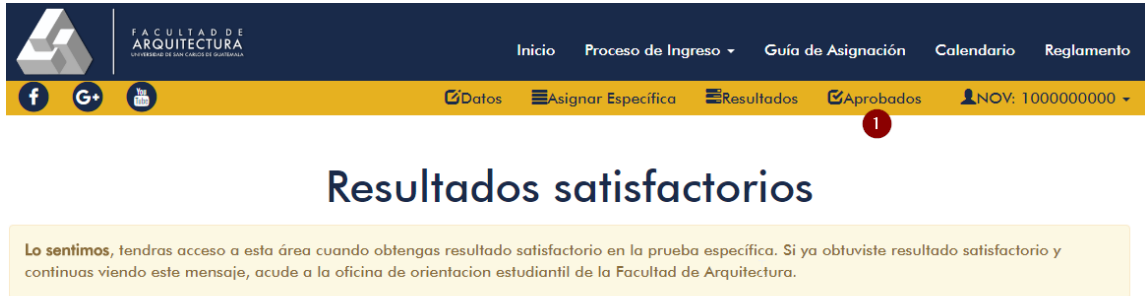 FACULTAD DE
ARQUITECTURA
UNIVERSIDAD DE SAN CARLOS DE GUATEMALA
Inicio Proceso de Ingreso Guía de Asignación Calendario Reglamento
f G+ You Tube Datos Asignar Específica Resultados Aprobados NOV: 1000000000
1
Resultados satisfactorios
Lo sentimos, tendras acceso a esta área cuando obtengas resultado satisfactorio en la prueba específica. Si ya obtuviste resultado satisfactorio y
continuas viendo este mensaje, acude a la oficina de orientacion estudiantil de la Facultad de Arquitectura.